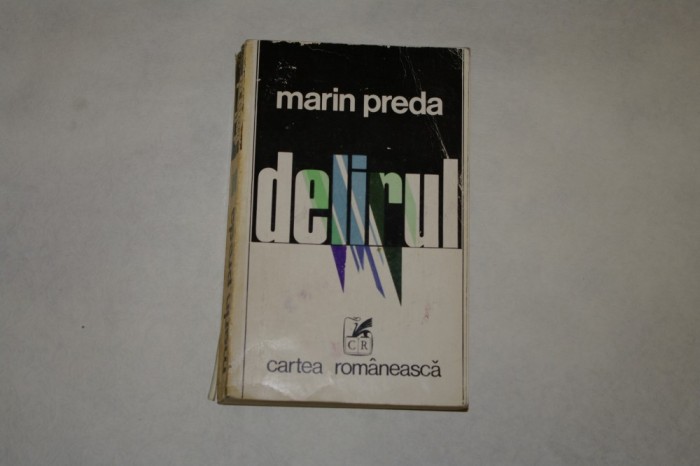 marin preda
delirul
CR
cartea românească